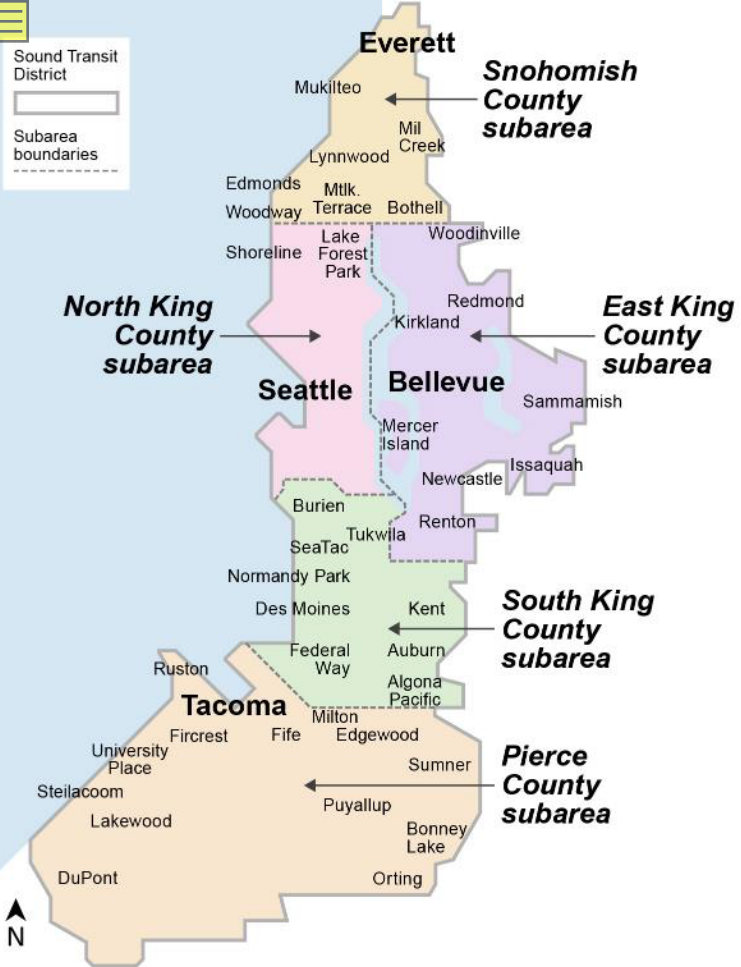 Sound Transit
District
Subarea
boundaries
Everett
Snohomish
County
subarea
Mukilteo
Mil
Creek
Lynnwood
Edmonds
Mtlk.
Terrace
Woodway
Bothell
Woodinville
Shoreline
Lake
Forest
Park
North King
County
subarea
Redmond
Kirkland
East King
County
subarea
Seattle
Bellevue
Sammamish
Mercer
Island
Issaquah
Newcastle
Burien
Renton
Tukwila
SeaTac
Normandy Park
Des Moines
Kent
South King
County
subarea
Federal
Way
Auburn
Algona
Pacific
Ruston
Tacoma
Milton
Fircrest
Fife
Edgewood
University
Place
Sumner
Pierce
County
subarea
Steilacoom
Puyallup
Lakewood
Bonney
Lake
DuPont
Orting
N